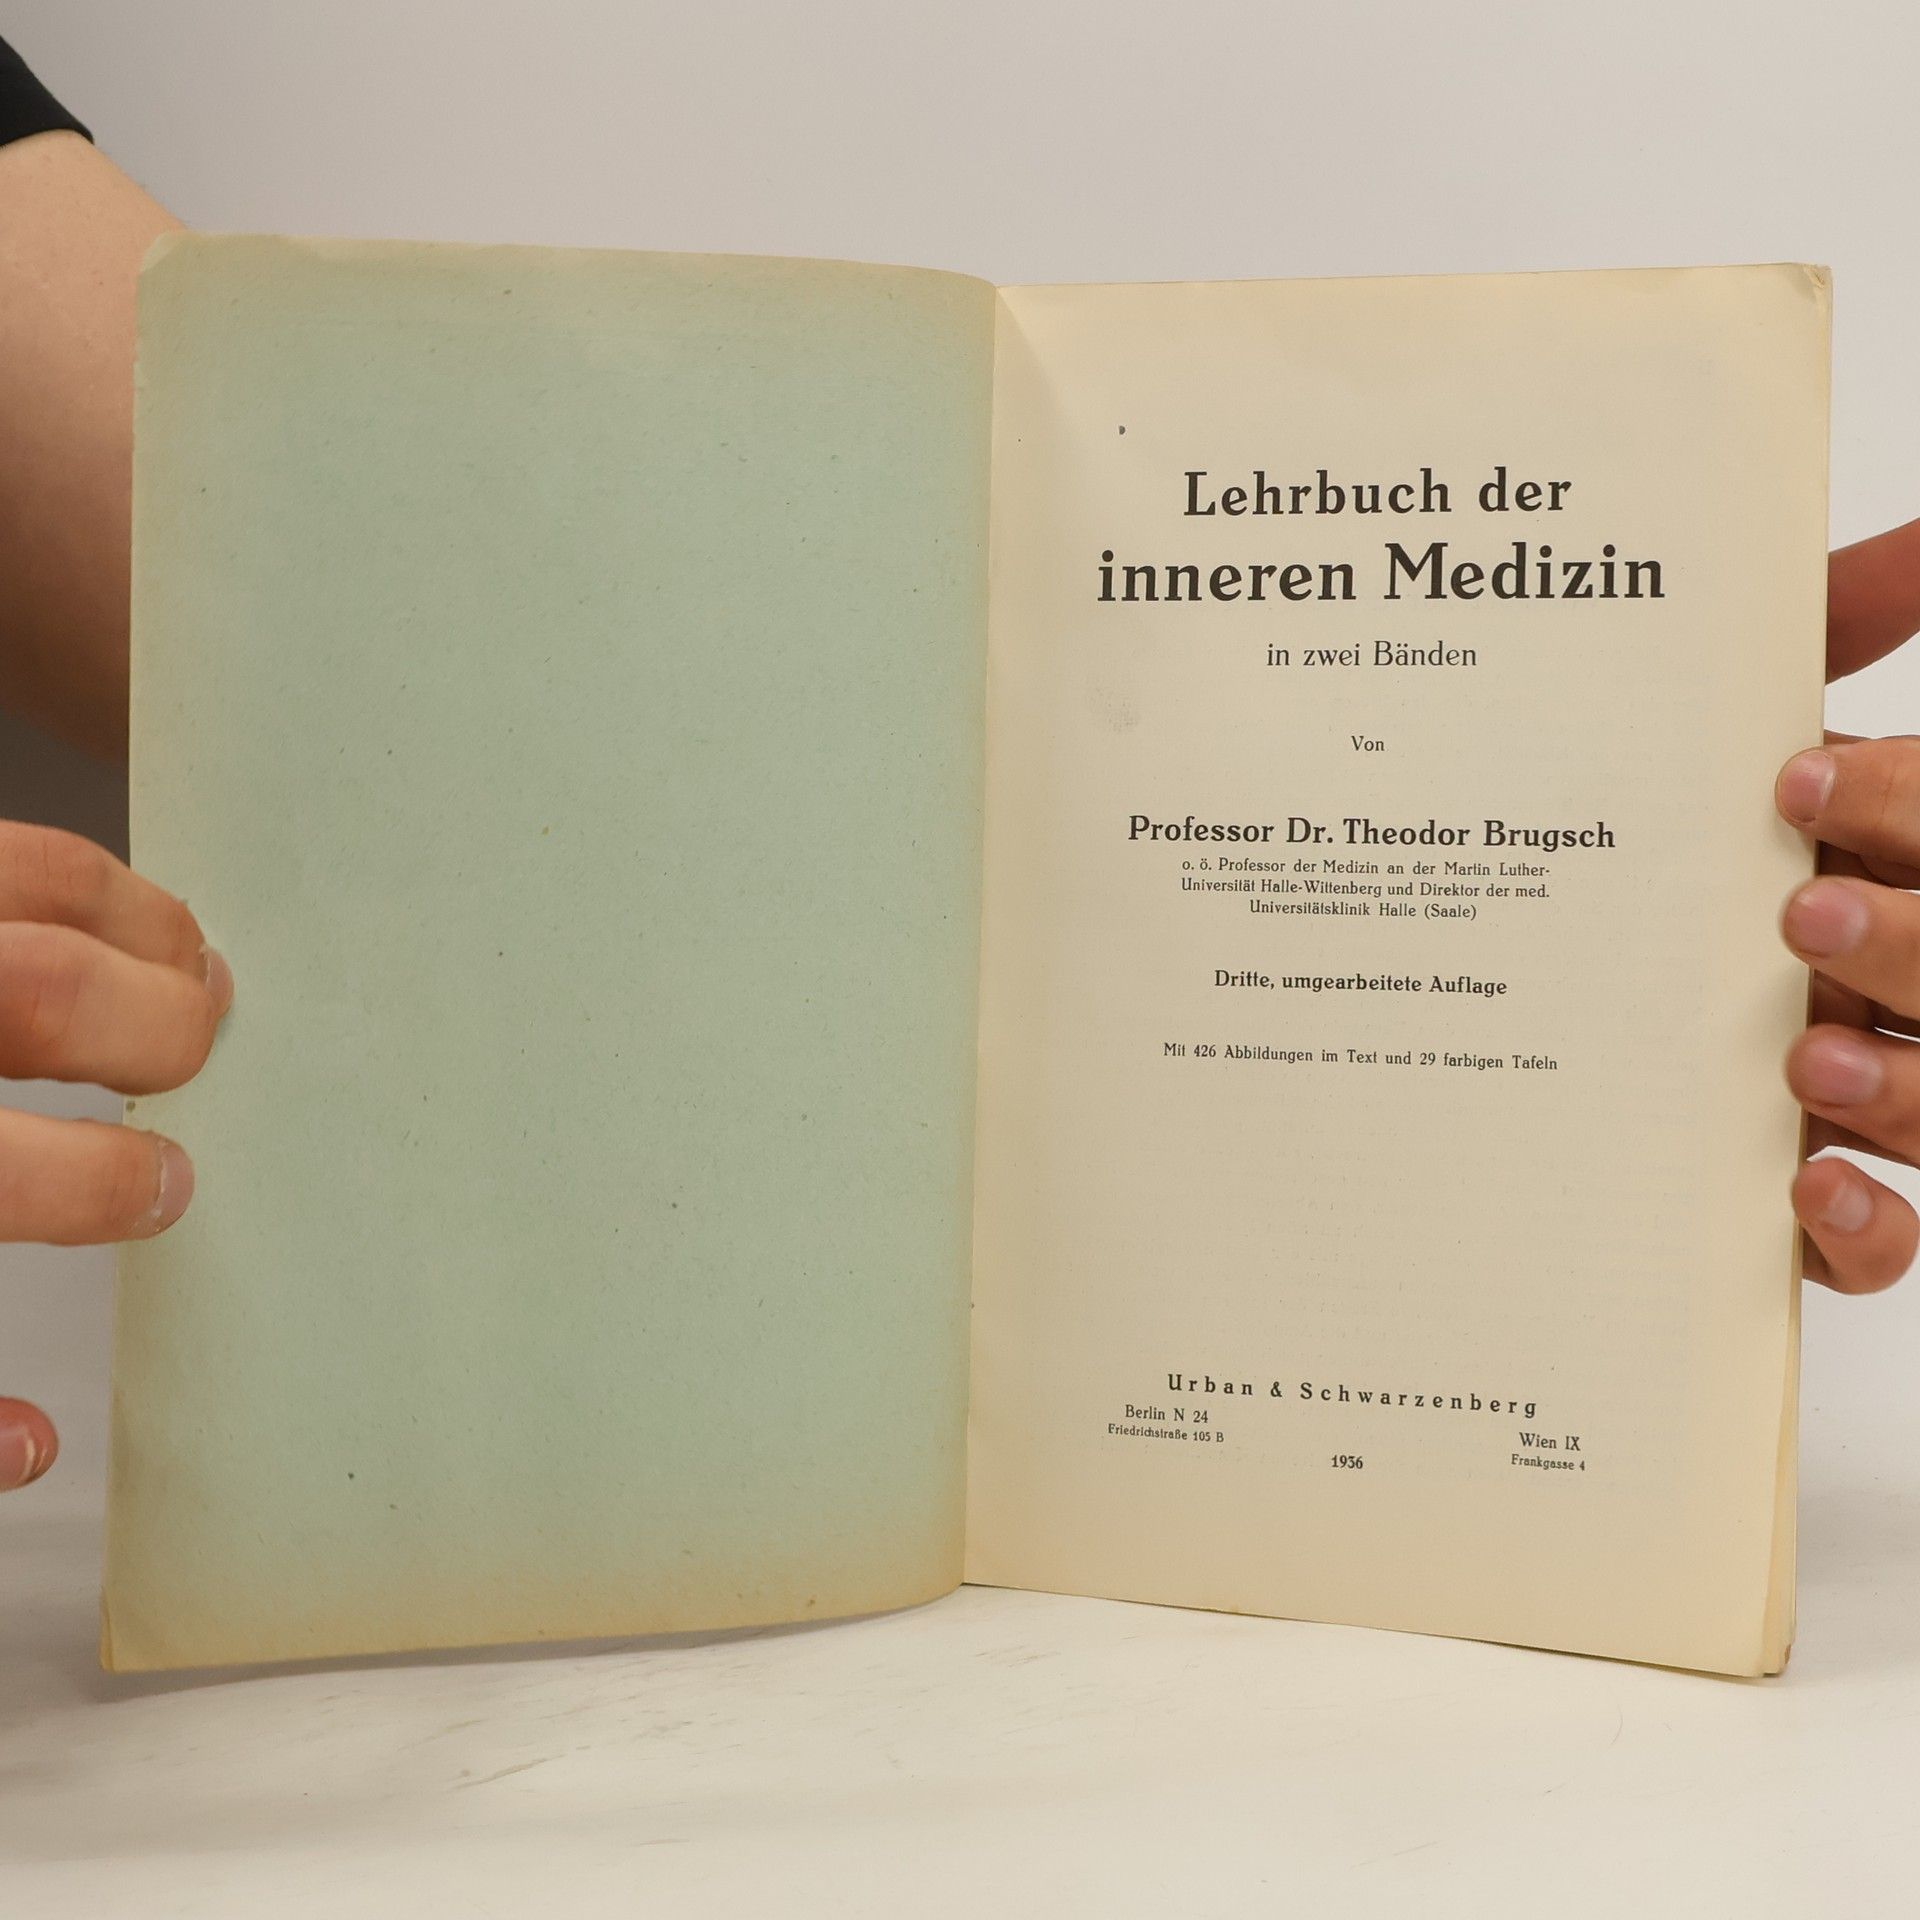 Lehrbuch der
inneren Medizin
in zwei Bänden
Von
Professor Dr. Theodor Brugsch
o. ö. Professor der Medizin an der Martin Luther-
Universität Halle-Wittenberg und Direktor der med.
Universitätsklinik Halle (Saale)
Dritte, umgearbeitete Auflage
Mit 426 Abbildungen im Text und 29 farbigen Tafeln
Urban & Schwarzenberg
Berlin N 24
Friedrichstraße 105 B
Wien IX
Frankgasse 4
1936